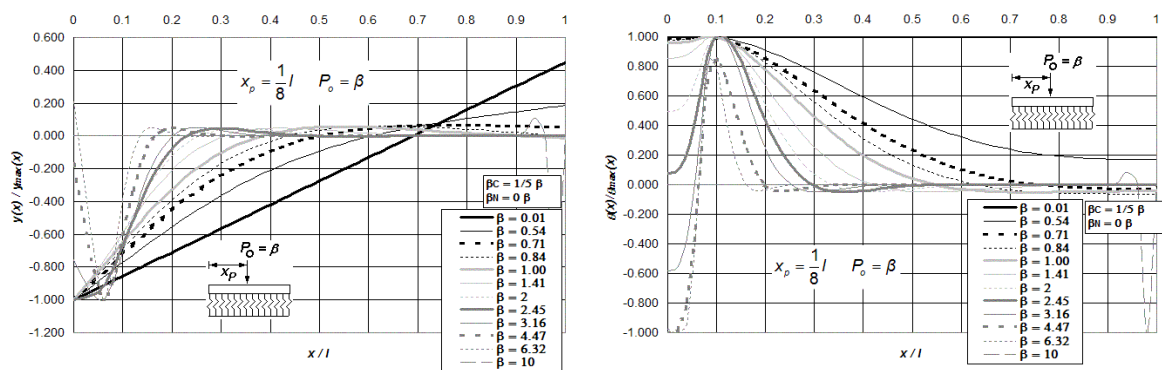 0 0.1 0.2 0.3 0.4 0.5 0.6 0.7 0.8 0.9 1
0.600
0.400
0.200
0.000
-0.200
-0.400
-0.600
-0.800
-1.000
-1.200
y(x) / ymax(x)
xp = 1/8 l Po = β
βC = 1/5 β
βN = 0 β
PO = β
xP
β = 0.01
β = 0.54
β = 0.71
β = 0.84
β = 1.00
β = 1.41
β = 2
β = 2.45
β = 3.16
β = 4.47
β = 6.32
β = 10
x / l
0 0.1 0.2 0.3 0.4 0.5 0.6 0.7 0.8 0.9 1
1.000
0.800
0.600
0.400
0.200
0.000
-0.200
-0.400
-0.600
-0.800
-1.000
PO = β
xP
xp = 1/8 l Po = β
β = 0.01
β = 0.54
β = 0.71
β = 0.84
β = 1.00
β = 1.41
β = 2
β = 2.45
β = 3.16
β = 4.47
β = 6.32
β = 10
βC = 1/5 β
βN = 0 β
x / l